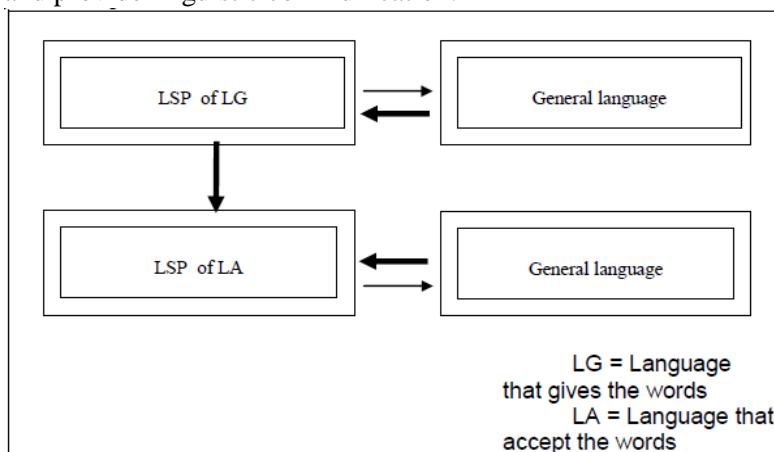 LSP of LG
General language
LSP of LA
General language
LG = Language
that gives the words
LA = Language that
accept the words